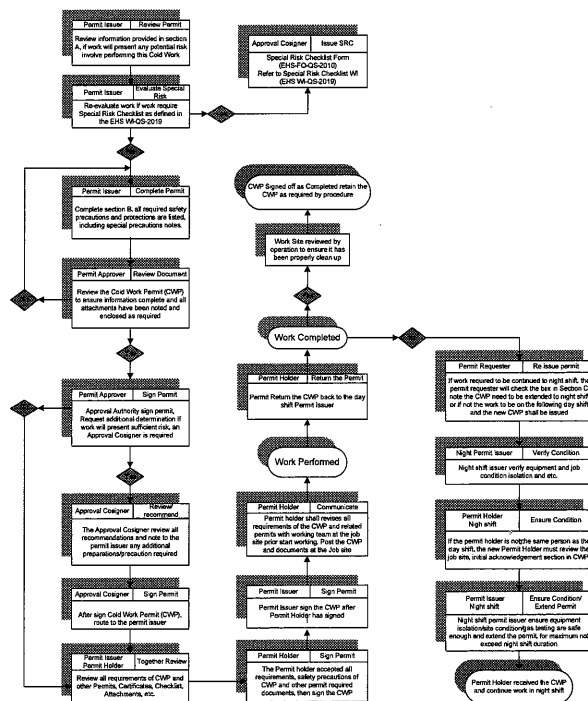 Permit Issuer Review Permit
Review information provided in section
A, if work will present any potential risk
involve performing this Cold Work
Permit Issuer Evaluate Special
Risk
Re-evaluate work if work require
Special Risk Checklist as defined in
the EHS WI-QS-2019
Approval Cosigner Issue SRC
Special Risk Checklist Form
(EHS-FO-QS-2010)
Refer to Special Risk Checklist WI
(EHS WI-QS-2019)
Permit Issuer Complete Permit
Complete section B, all required safety
precautions and protections are listed,
including special precautions notes.
Permit Approver Review Document
Review the Cold Work Permit (CWP)
to ensure information complete and all
attachments have been noted and
enclosed as required
Permit Approver Sign Permit
Approval Authority sign permit,
Request additional determination if
work will present sufficient risk, an
Approval Cosigner is required
Approval Cosigner Review/
recommend
The Approval Cosigner review all
recommendations and note to the
permit issuer any additional
preparations/precaution required
Approval Cosigner Sign Permit
After sign Cold Work Permit (CWP),
route to the permit issuer
Permit Issuer
Permit Holder Together Review
Review all requirements of CWP and
other Permits, Certificates, Checklist,
Attachments, etc.
CWP Signed off as Completed retain the
CWP as required by procedure
Work Site reviewed by
operation to ensure it has
been properly clean up
Work Completed
Permit Holder Return the Permit
Permit Return the CWP back to the day
shift Permit Issuer
Work Performed
Permit Holder Communicate
Permit holder shall revises all
requirements of the CWP and related
permits with working team at the job
site prior start working. Post the CWP
and documents at the Job site
Permit Issuer Sign Permit
Permit Issuer sign the CWP after
Permit Holder has signed
Permit Holder Sign Permit
The Permit holder accepted all
requirements, safety precautions of
CWP and other permit required
documents, then sign the CWP
Permit Requester Re issue permit
If work required to be continued to night shift, the
permit requester will check the box in Section C
note the CWP need to be extended to night shift
or if not the work to be on the following day shift
and the new CWP shall be issued
Night Permit Issuer Verify Condition
Night shift issuer verify equipment and job
condition isolation and etc.
Permit Holder
Nigh shift Ensure Condition
If the permit holder is not the same person as the
day shift, the new Permit Holder must review the
job site, initial acknowledgement section in CWP
Permit Issuer
Night shift Ensure Condition/
Extend Permit
Night shift permit issuer ensure equipment
isolation/site condition/gas testing are safe
enough and extend the permit, for maximum not
exceed night shift duration
Permit Holder received the CWP
and continue work in night shift